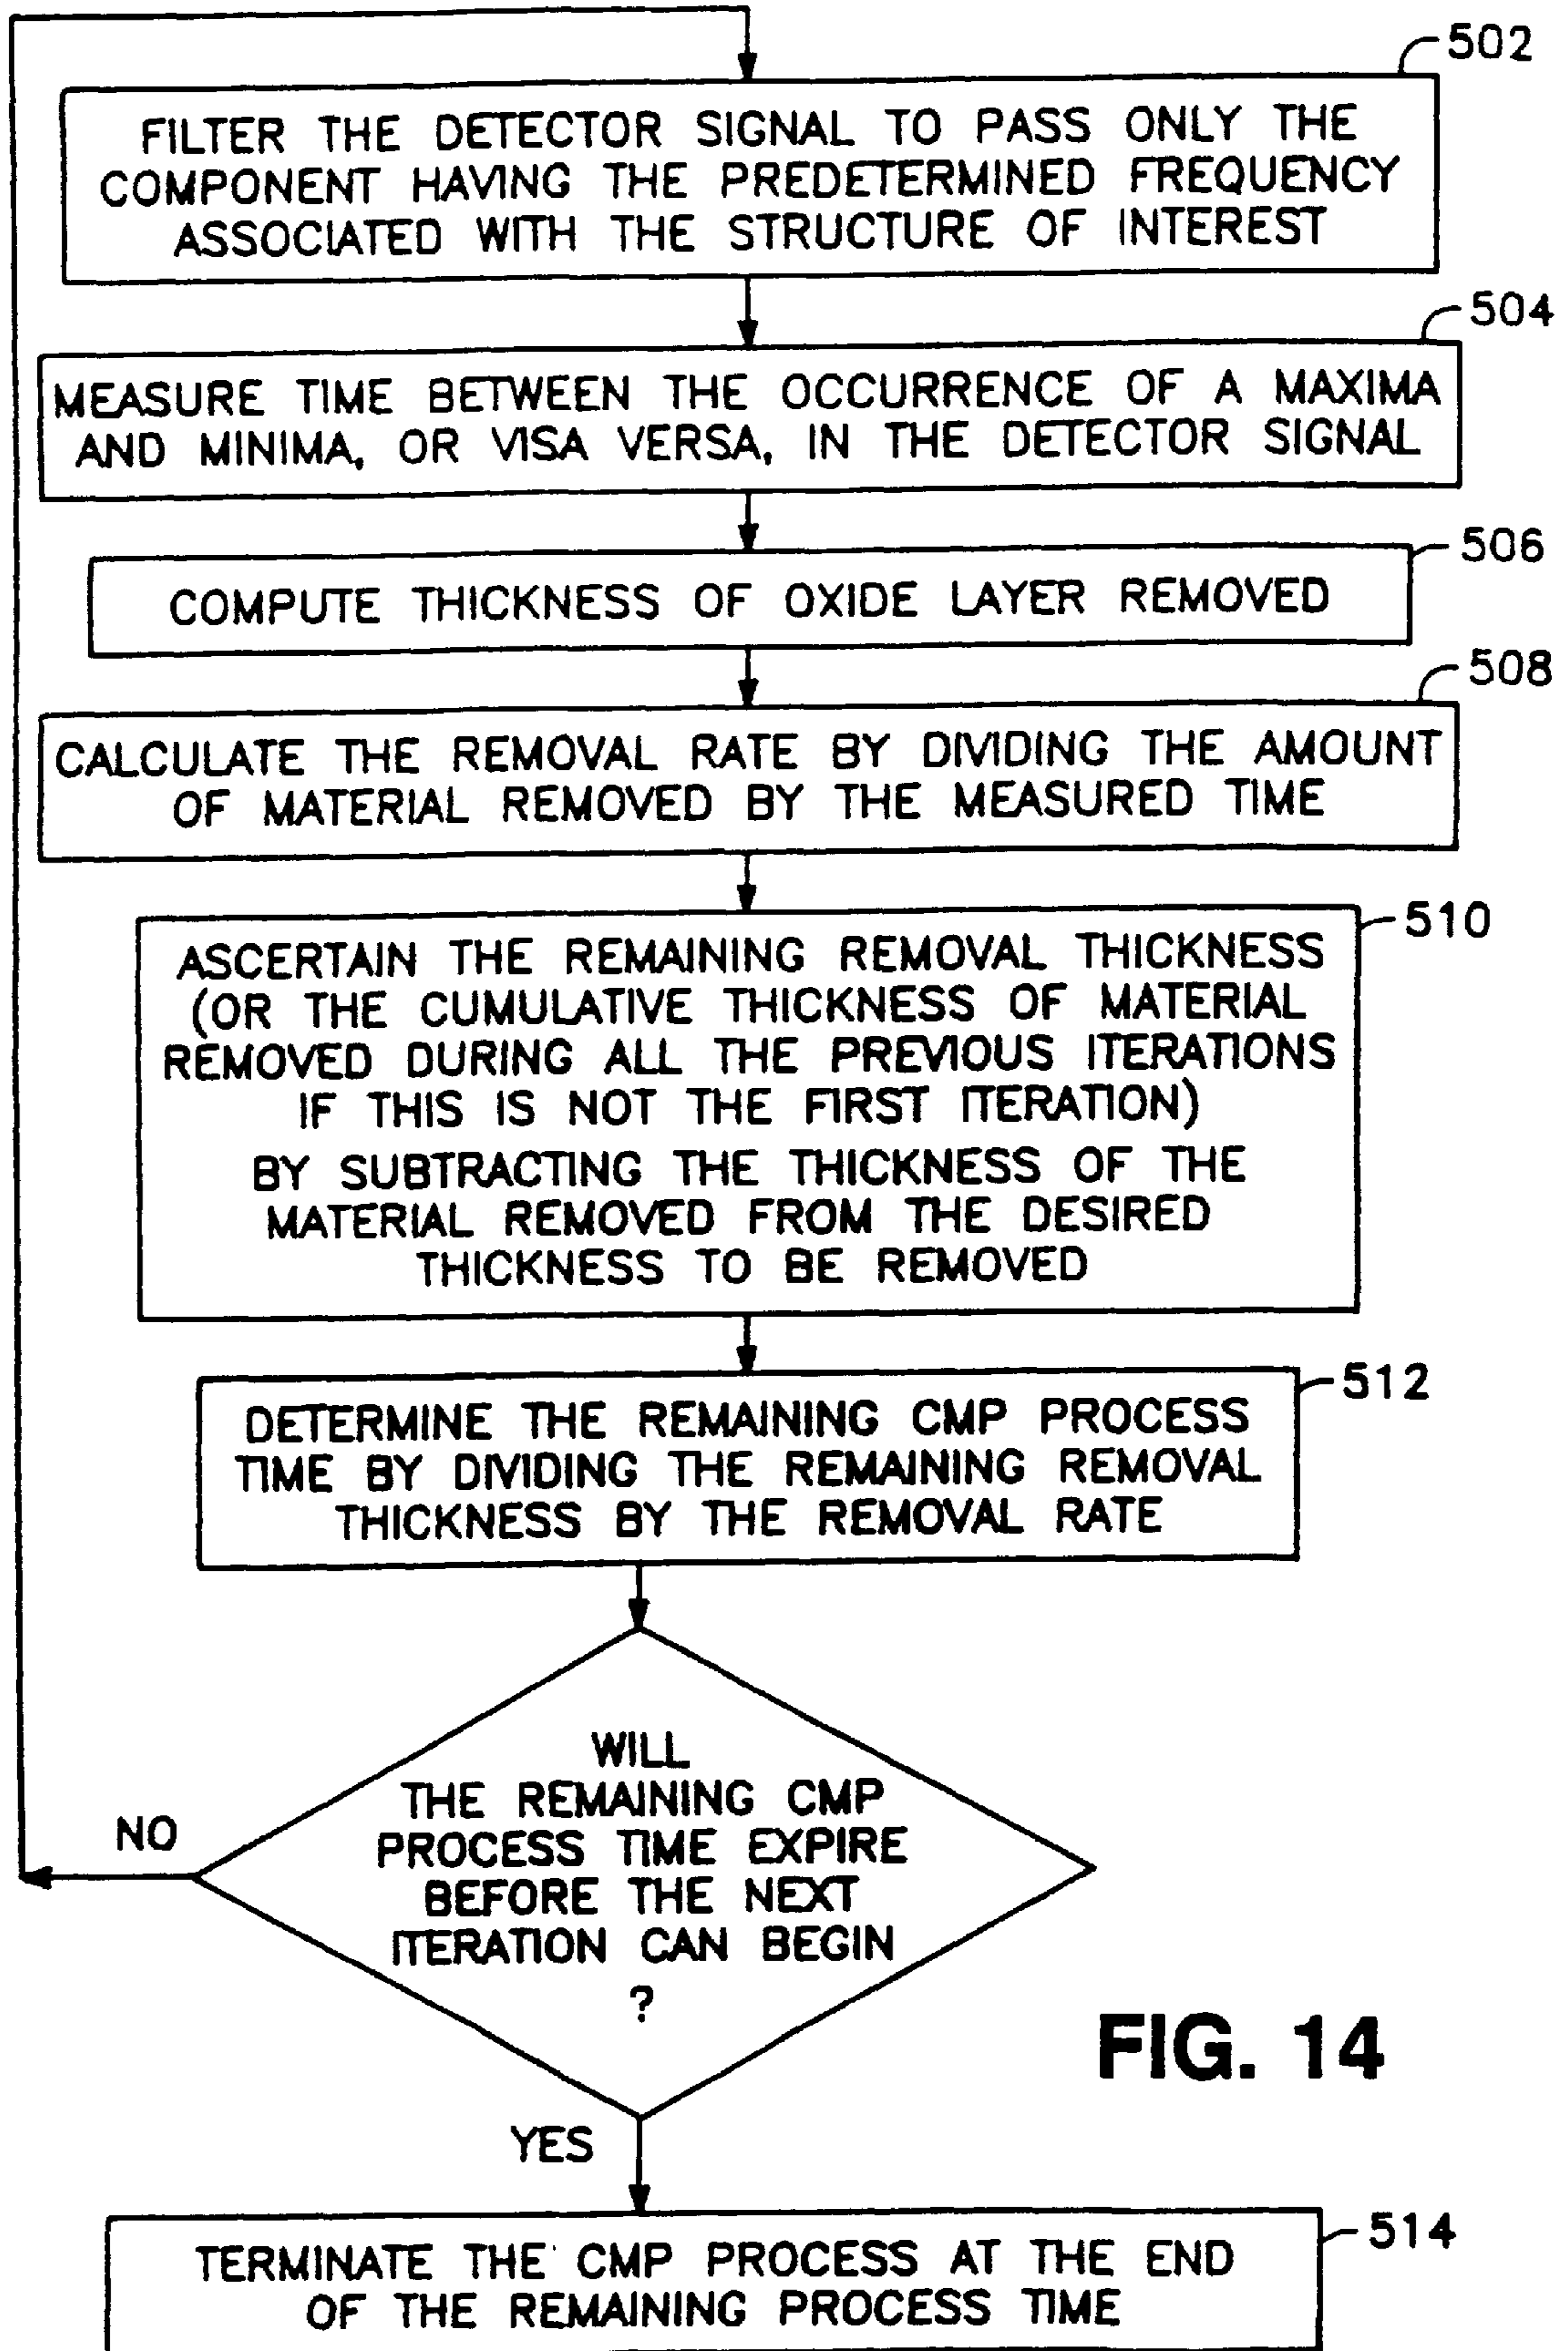 502
FILTER THE DETECTOR SIGNAL TO PASS ONLY THE
COMPONENT HAVING THE PREDETERMINED FREQUENCY
ASSOCIATED WITH THE STRUCTURE OF INTEREST
504
MEASURE TIME BETWEEN THE OCCURRENCE OF A MAXIMA
AND MINIMA, OR VISA VERSA, IN THE DETECTOR SIGNAL
506
COMPUTE THICKNESS OF OXIDE LAYER REMOVED
508
CALCULATE THE REMOVAL RATE BY DIVIDING THE AMOUNT
OF MATERIAL REMOVED BY THE MEASURED TIME
510
ASCERTAIN THE REMAINING REMOVAL THICKNESS
(OR THE CUMULATIVE THICKNESS OF MATERIAL
REMOVED DURING ALL THE PREVIOUS ITERATIONS
IF THIS IS NOT THE FIRST ITERATION)
BY SUBTRACTING THE THICKNESS OF THE
MATERIAL REMOVED FROM THE DESIRED
THICKNESS TO BE REMOVED
512
DETERMINE THE REMAINING CMP PROCESS
TIME BY DIVIDING THE REMAINING REMOVAL
THICKNESS BY THE REMOVAL RATE
WILL
THE REMAINING CMP
PROCESS TIME EXPIRE
BEFORE THE NEXT
ITERATION CAN BEGIN
?
NO
FIG. 14
YES
514
TERMINATE THE CMP PROCESS AT THE END
OF THE REMAINING PROCESS TIME